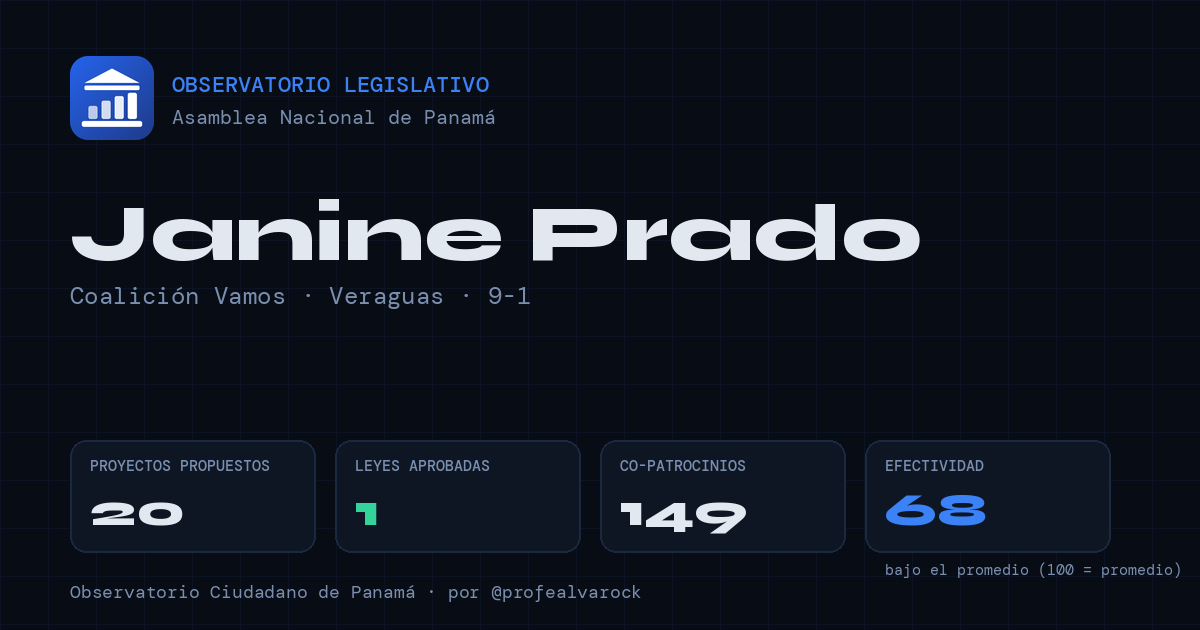 OBSERVATORIO LEGISLATIVO
Asamblea Nacional de Panamá
Janine Prado
Coalición Vamos · Veraguas · 9-1
PROYECTOS PROPUESTOS
20
LEYES APROBADAS
1
CO-PATROCINIOS
149
EFECTIVIDAD
68
bajo el promedio (100 = promedio)
Observatorio Ciudadano de Panamá · por @profealvarock